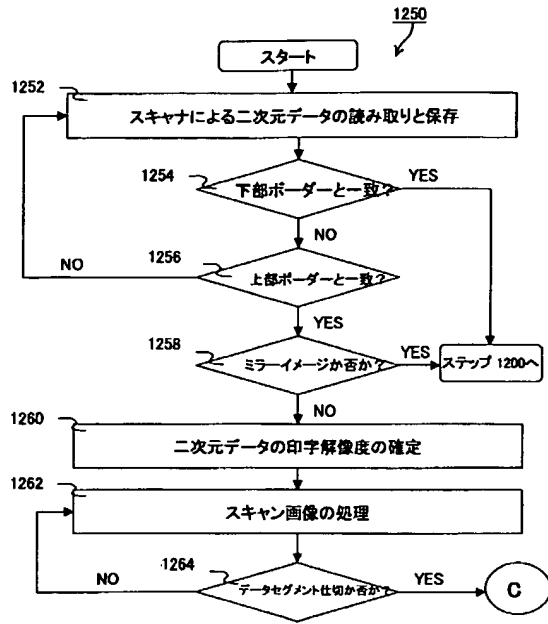 1250
スタート
1252
スキャナによる二次元データの読み取りと保存
1254
下部ボーダーと一致?
YES
NO
NO
1256
上部ボーダーと一致?
YES
1258
ミラーイメージか否か?
YES
ステップ 1200へ
NO
1260
二次元データの印字解像度の確定
1262
スキャン画像の処理
1264
NO
データセグメント仕切か否か?
YES
C